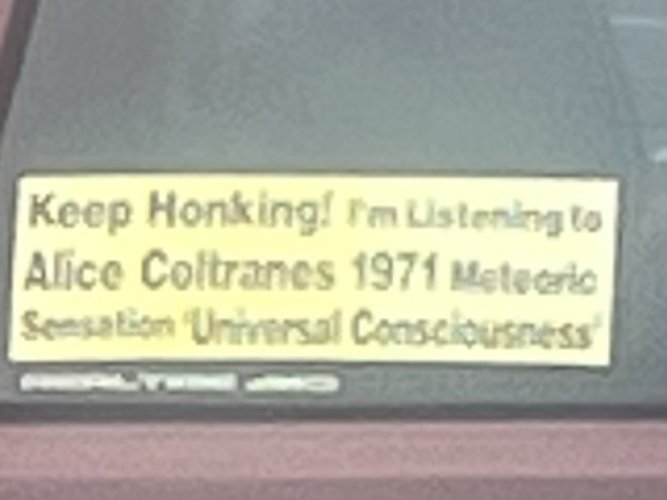 Keep Honking! I'm Listening to
Alice Coltranes 1971 Meteoric
Sensation 'Universal Consciousness'